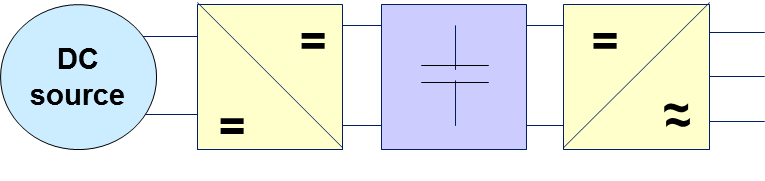 DC
source
=
=
=
≈